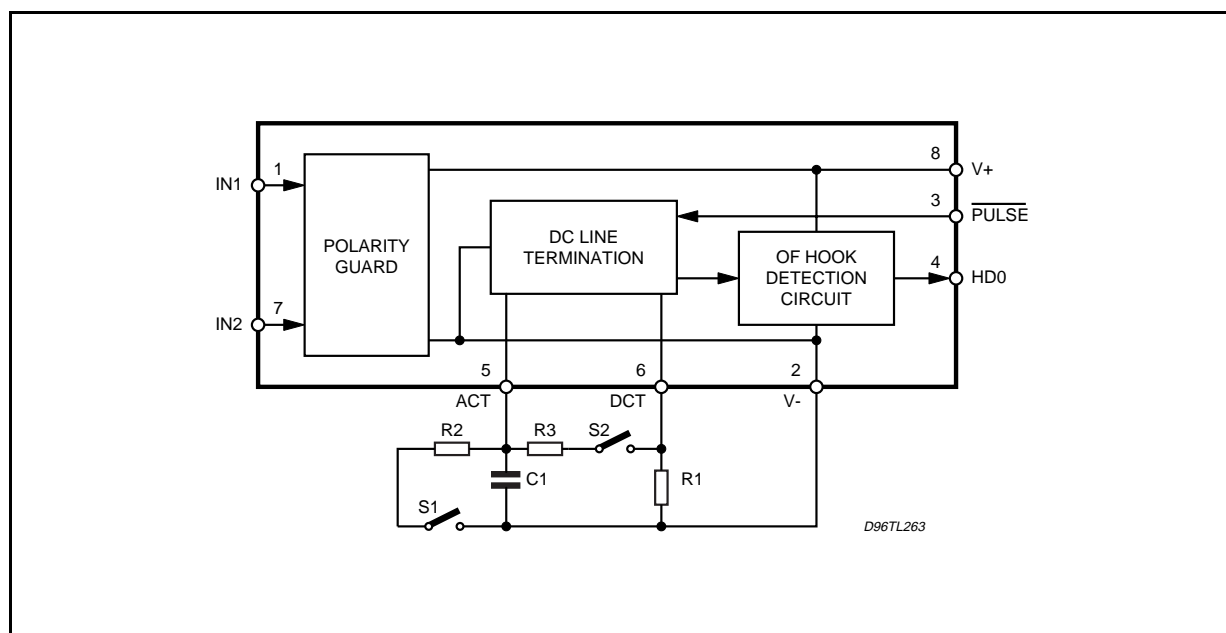 8
V+
1
IN1
3
PULSE
POLARITY
GUARD
DC LINE
TERMINATION
OF HOOK
DETECTION
CIRCUIT
4
HD0
7
IN2
5
ACT
6
DCT
2
V-
R2
R3
S2
C1
R1
S1
D96TL263